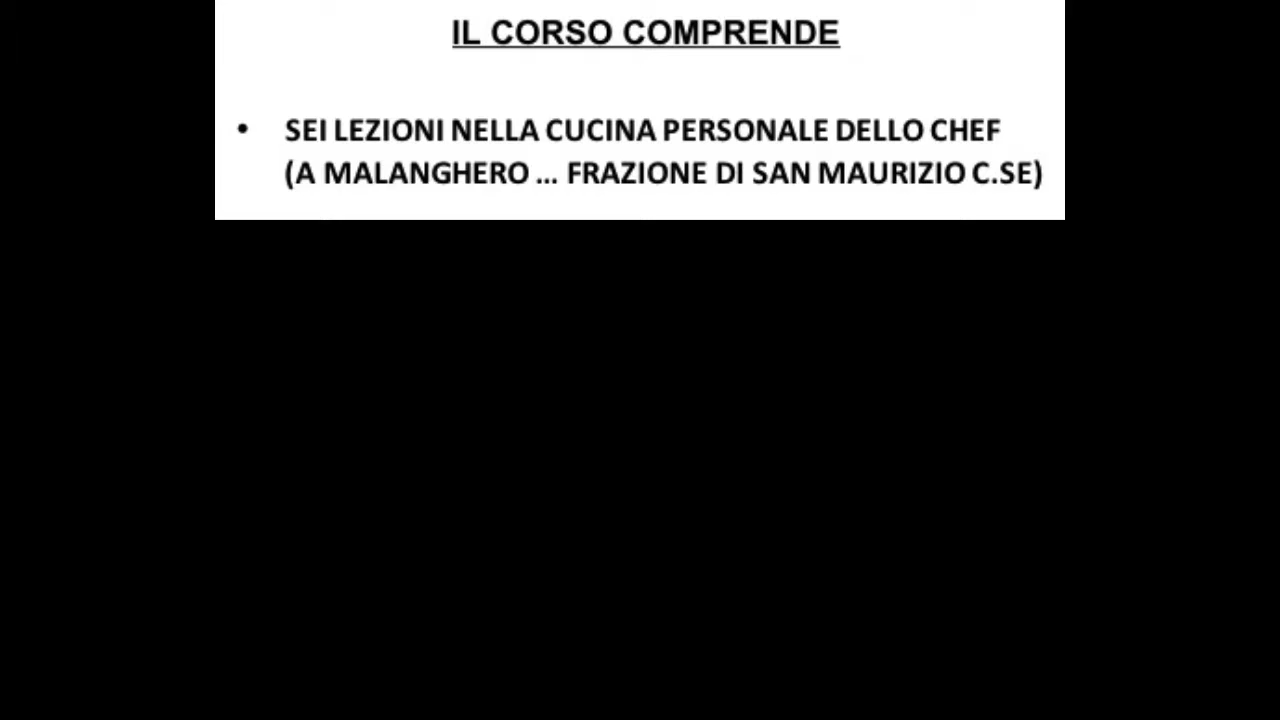 IL CORSO COMPRENDE
• SEI LEZIONI NELLA CUCINA PERSONALE DELLO CHEF
(A MALANGHERO ... FRAZIONE DI SAN MAURIZIO C.SE)